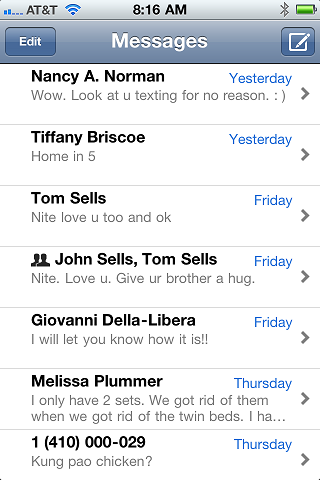 AT&T 8:16 AM
Edit Messages
Nancy A. Norman Yesterday
Wow. Look at u texting for no reason. : )
Tiffany Briscoe Yesterday
Home in 5
Tom Sells Friday
Nite love u too and ok
John Sells, Tom Sells Friday
Nite. Love u. Give ur brother a hug.
Giovanni Della-Libera Friday
I will let you know how it is!!
Melissa Plummer Thursday
I only have 2 sets. We got rid of them
when we got rid of the twin beds. I ha...
1 (410) 000-029 Thursday
Kung pao chicken?